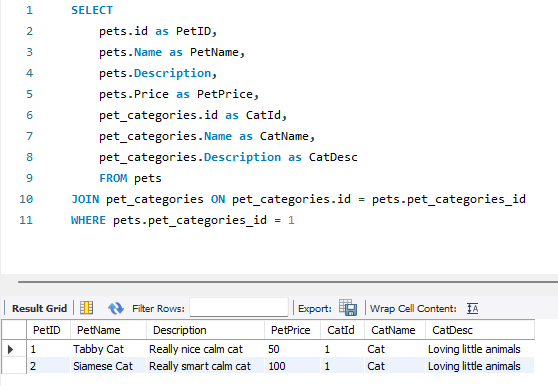 1 SELECT
2 pets.id as PetID,
3 pets.Name as PetName,
4 pets.Description,
5 pets.Price as PetPrice,
6 pet_categories.id as CatId,
7 pet_categories.Name as CatName,
8 pet_categories.Description as CatDesc
9 FROM pets
10 JOIN pet_categories ON pet_categories.id = pets.pet_categories_id
11 WHERE pets.pet_categories_id = 1
Result Grid Filter Rows: Export: Wrap Cell Content: IA
PetID PetName Description PetPrice CatId CatName CatDesc
1 Tabby Cat Really nice calm cat 50 1 Cat Loving little animals
2 Siamese Cat Really smart calm cat 100 1 Cat Loving little animals